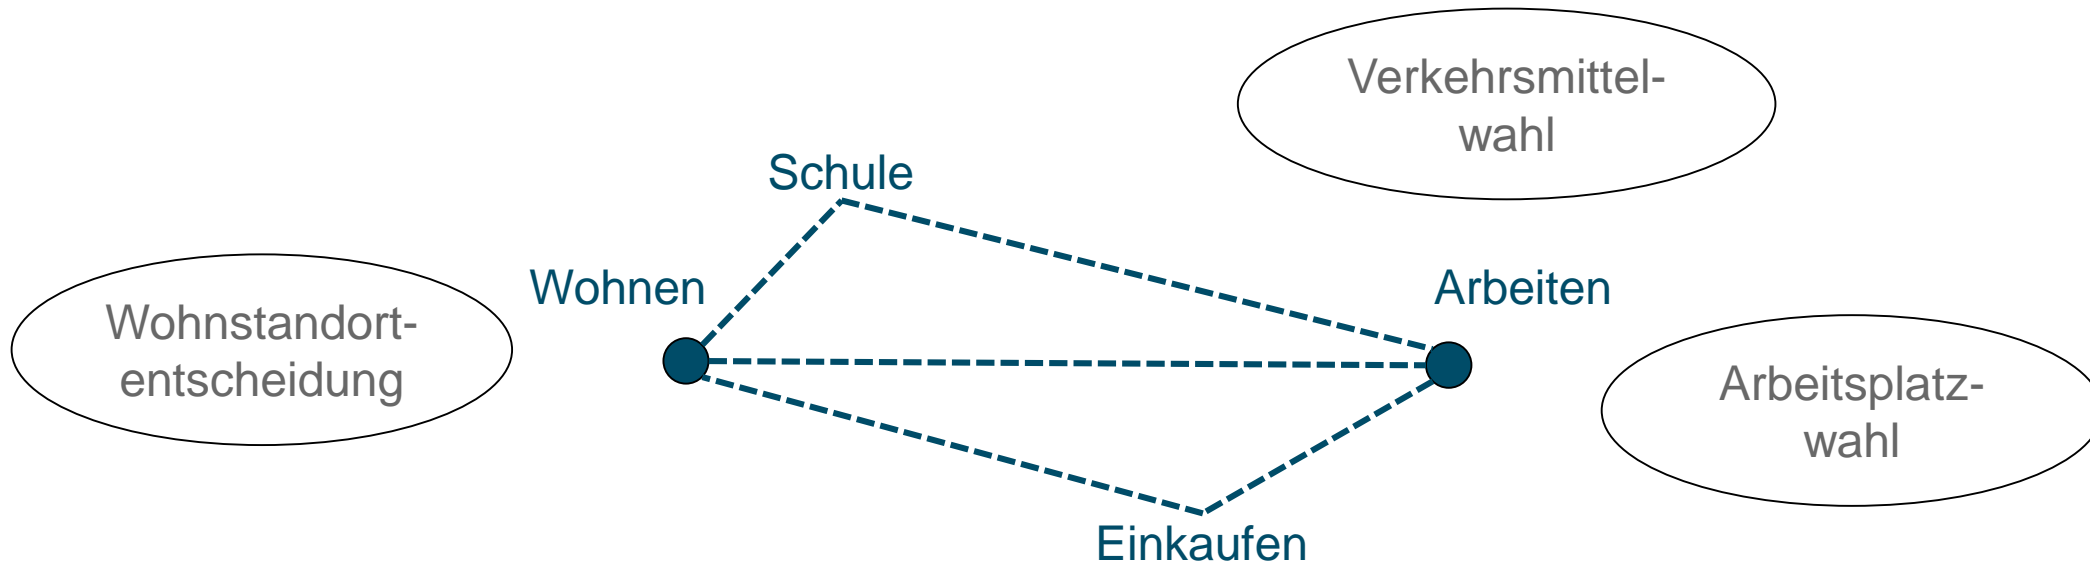 Verkehrsmittel-
wahl
Schule
Wohnen
Arbeiten
Wohnstandort-
entscheidung
Arbeitsplatz-
wahl
Einkaufen